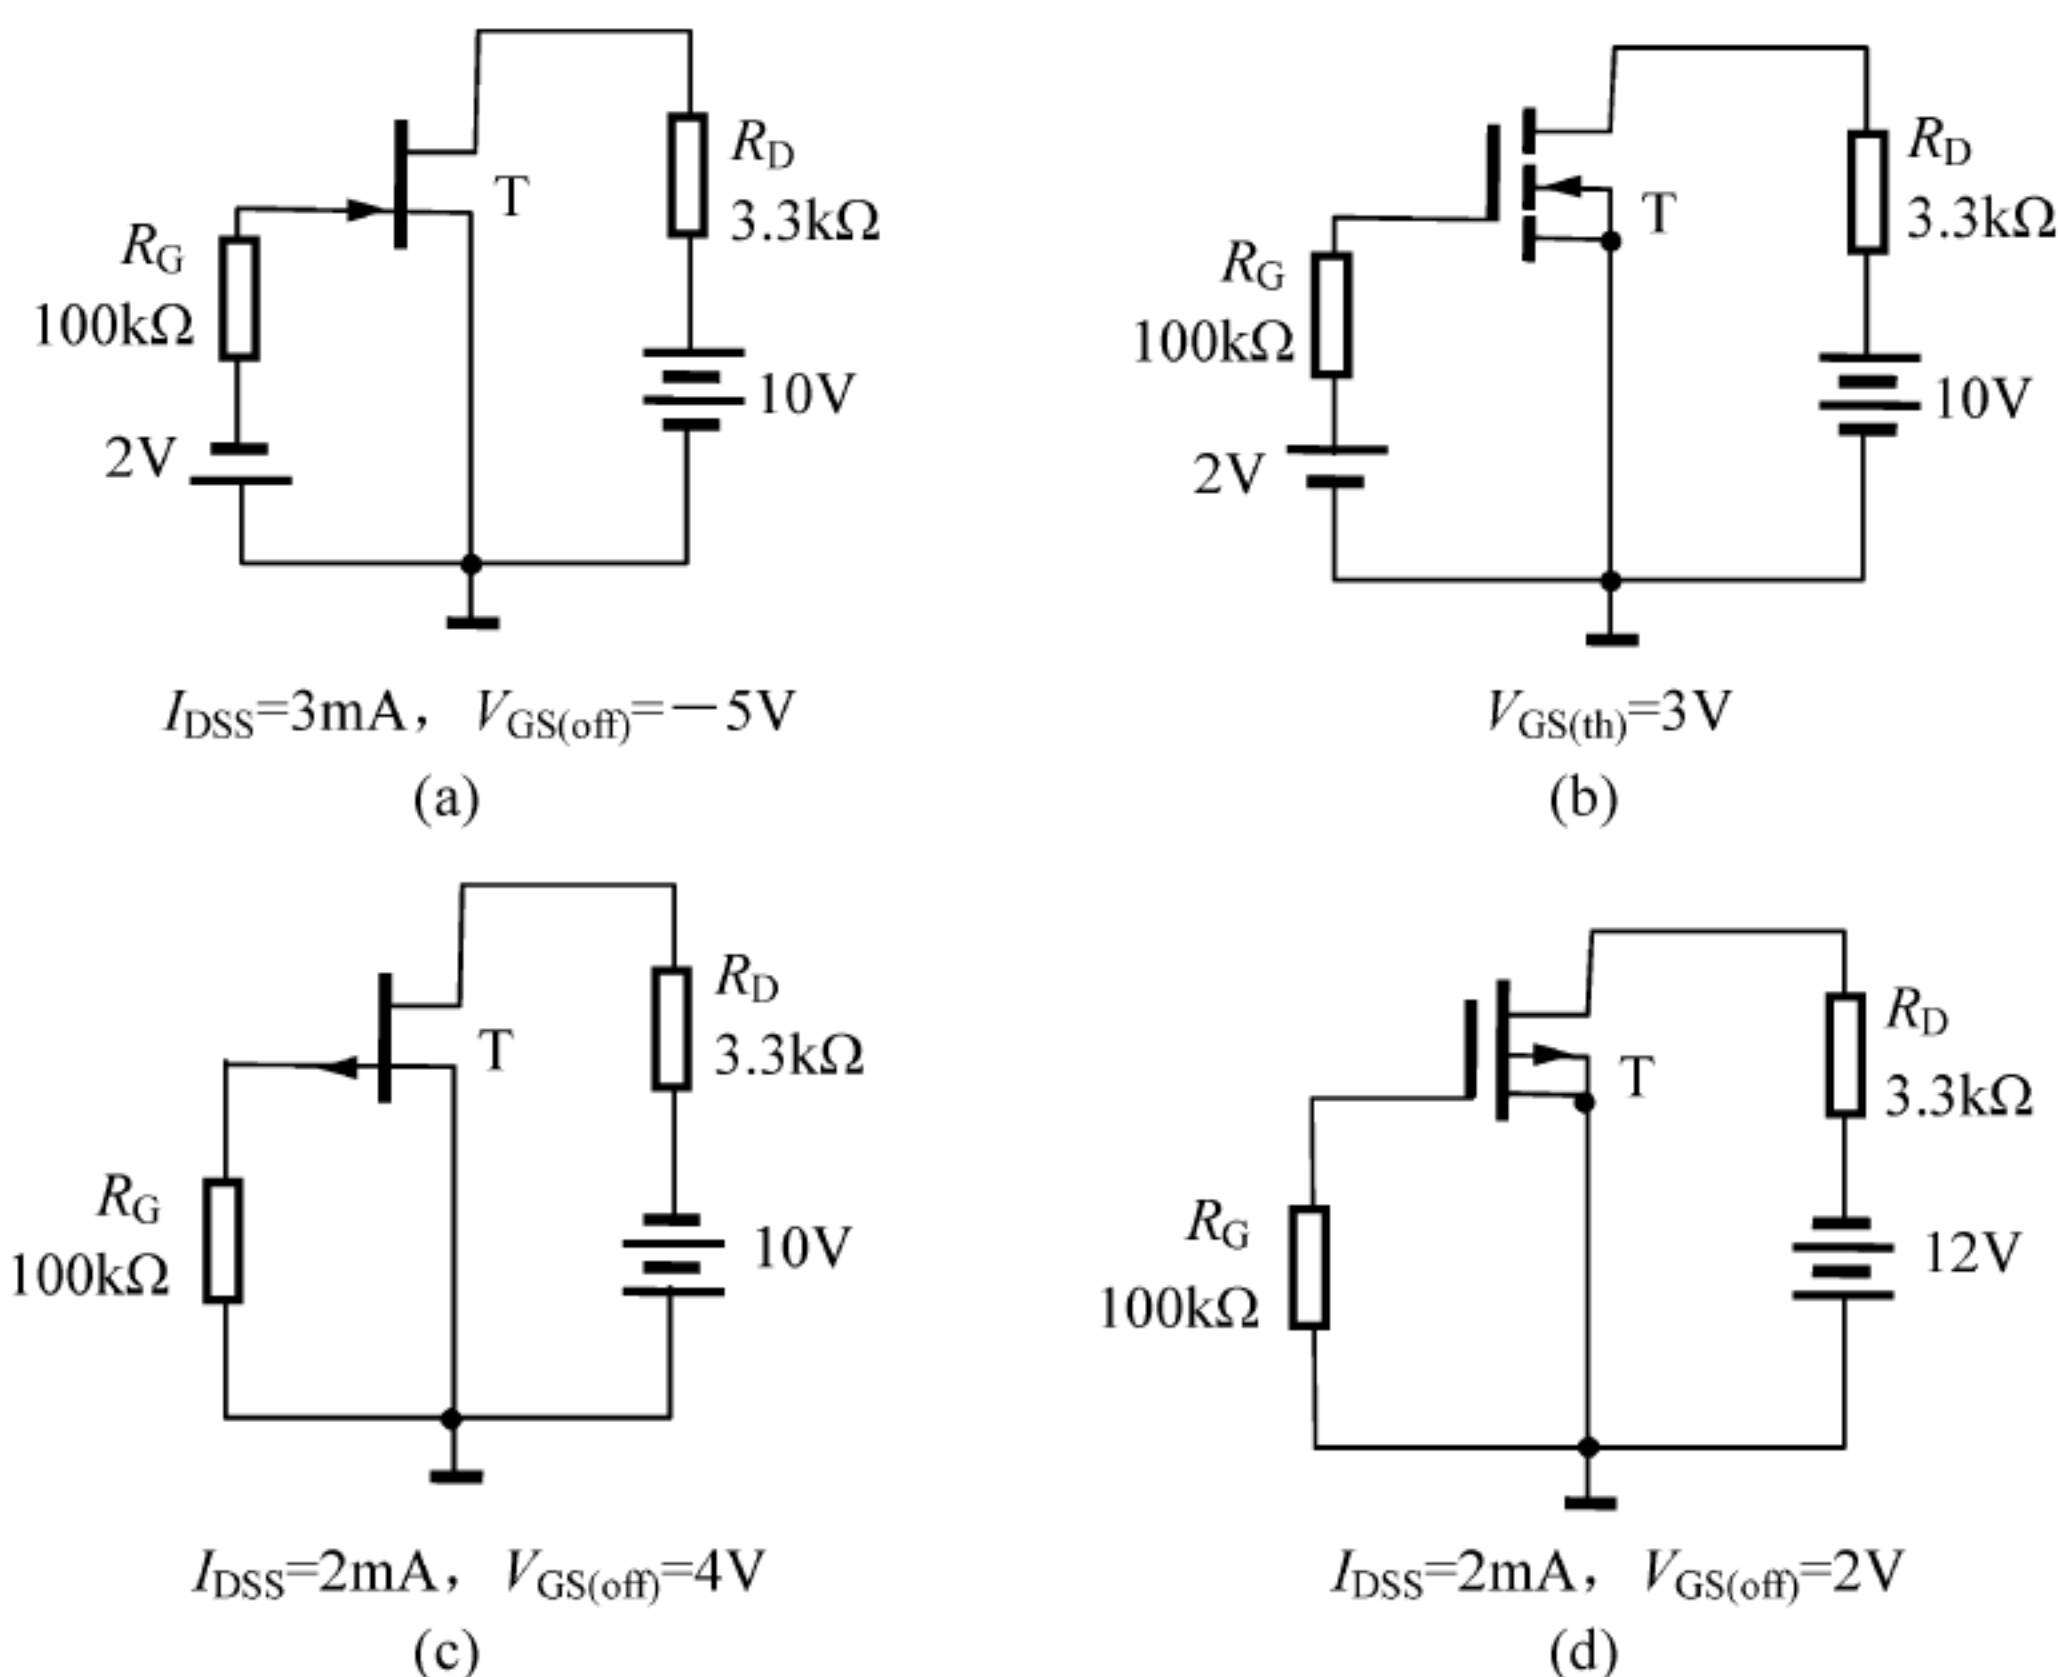 R_D
3.3kΩ
T
R_G
100kΩ
2V
10V
I_DSS=3mA，V_GS(off)=－5V
(a)
R_D
3.3kΩ
T
R_G
100kΩ
2V
10V
V_GS(th)=3V
(b)
R_D
3.3kΩ
T
R_G
100kΩ
10V
I_DSS=2mA，V_GS(off)=4V
(c)
R_D
3.3kΩ
T
R_G
100kΩ
12V
I_DSS=2mA，V_GS(off)=2V
(d)